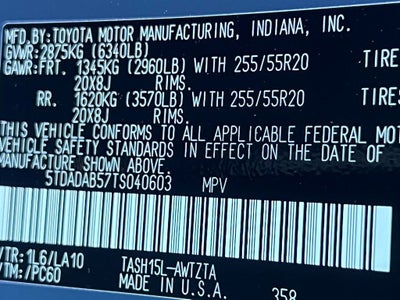 MFD.BY:TOYOTA MOTOR MANUFACTURING, INDIANA, INC.
GVWR:2875KG (6340LB)
GAWR:FRT. 1345KG (2960LB) WITH 255/55R20 TIRE
20X8J RIMS.
RR. 1620KG (3570LB) WITH 255/55R20 TIRES
20X8J RIMS.
THIS VEHICLE CONFORMS TO ALL APPLICABLE FEDERAL MOT
VEHICLE SAFETY STANDARDS IN EFFECT ON THE DATE OF
MANUFACTURE SHOWN ABOVE.
5TDADAB57TS040603 MPV
/TR: 1L6/LA10 TASH15L-AWTZTA
/TM: /PC60 MADE IN U.S.A. 358